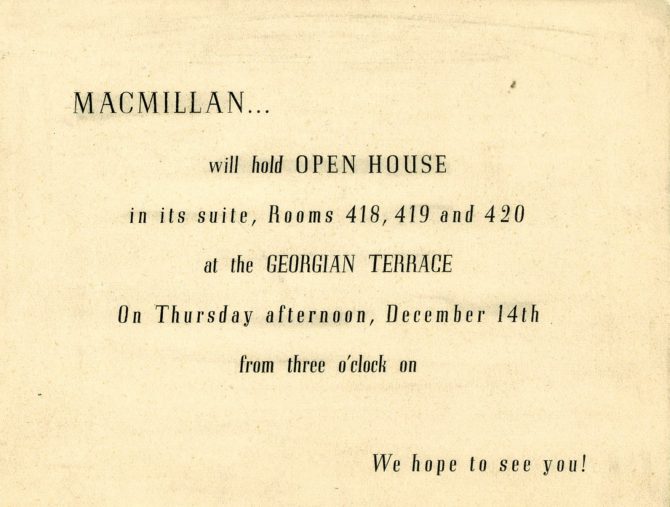 MACMILLAN...
will hold OPEN HOUSE
in its suite, Rooms 418, 419 and 420
at the GEORGIAN TERRACE
On Thursday afternoon, December 14th
from three o'clock on
We hope to see you!